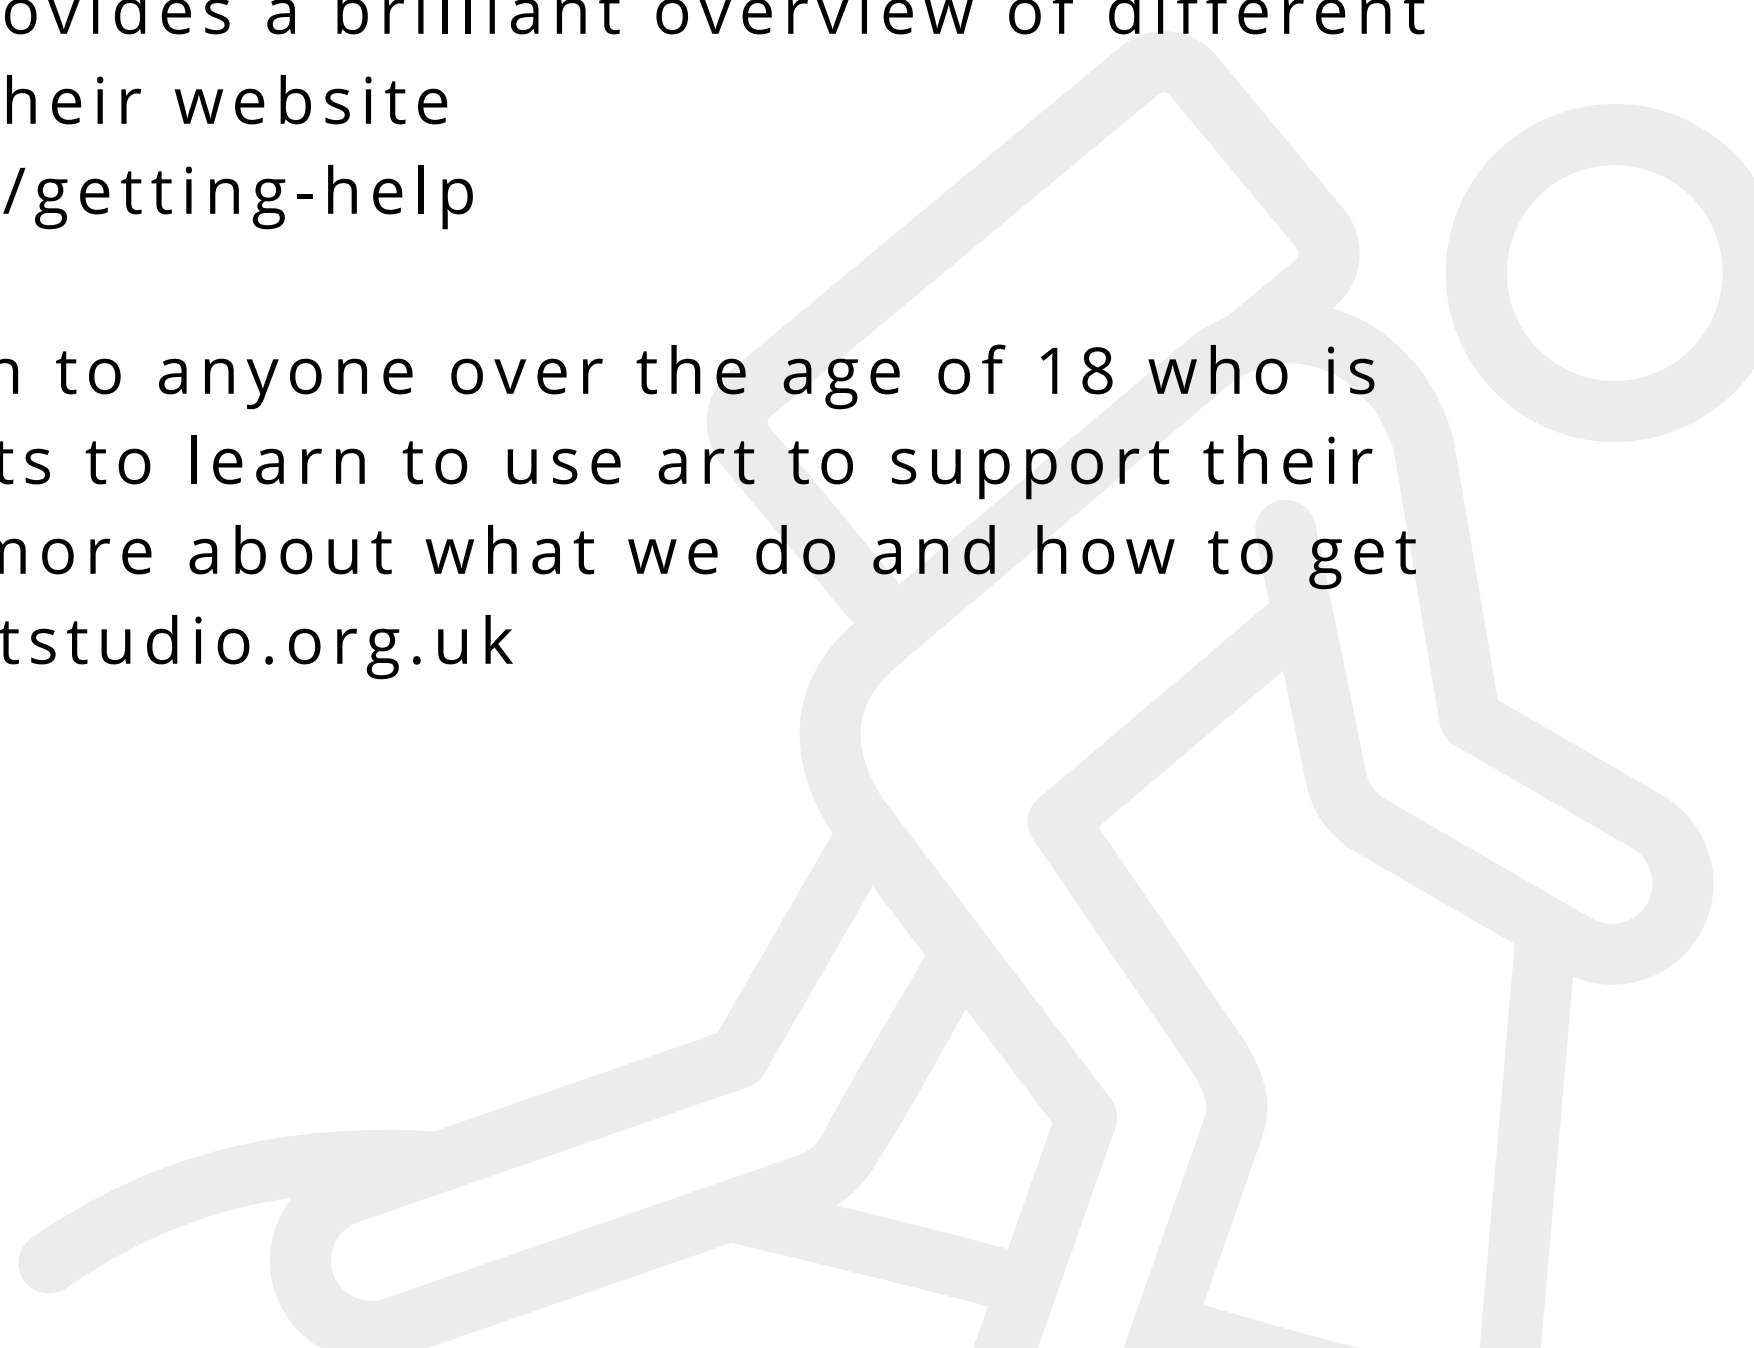 ovides a brilliant overview of different
heir website
/getting-help
n to anyone over the age of 18 who is
ts to learn to use art to support their
more about what we do and how to get
tstudio.org.uk